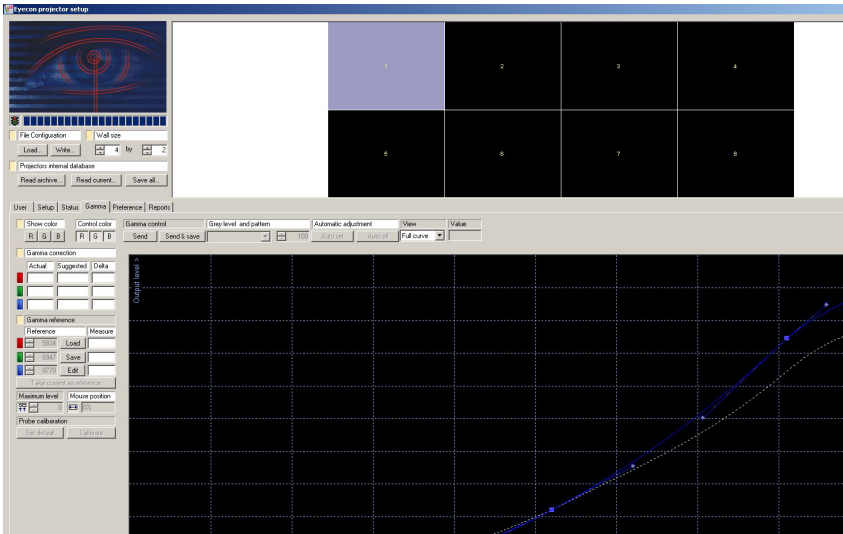 Eyecon projector setup
1 2 3 4
File Configuration Wall size
Load... Write... 4 by 2
5 6 7 8
Projectors internal database
Read archive... Read current... Save all...
User Setup Status Gamma Preference Reports
Show color Control color Gamma control Grey level and pattern Automatic adjustment View Value
R G B R G B Send Send & save 100 Auto set Auto all Full curve
Gamma correction
Actual Suggested Delta
Output level >
Gamma reference
Reference Measure
5834 Load
6947 Save
8770 Edit
Take current as reference
Maximum level Mouse position
0 0%
Probe calibaration
Set default Calibrate